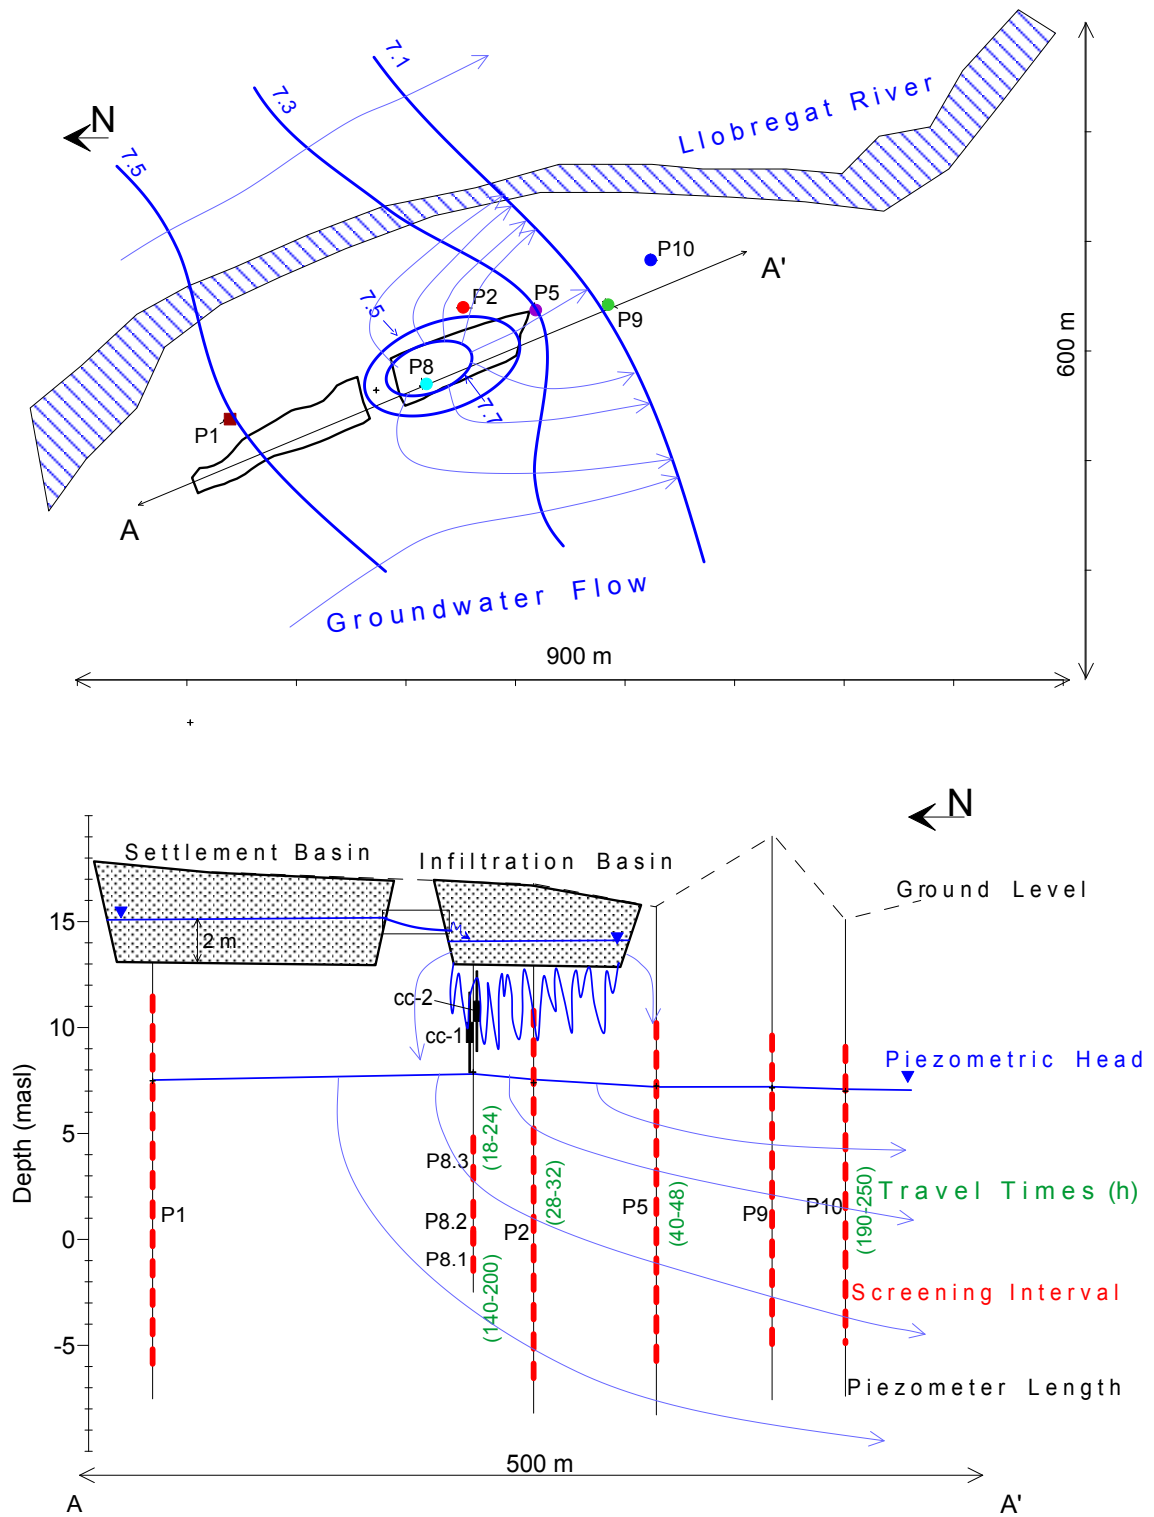 7.1
7.3
N
7.5
Llobregat River
P10
A'
7.5
P2
P5
P9
600 m
P8
7.7
P1
A
Groundwater Flow
900 m
N
Settlement Basin
Infiltration Basin
Ground Level
15
2 m
cc-2
10
cc-1
Piezometric Head
Depth (masl)
5
(18-24)
P8.3
(28-32)
(40-48)
(190-250)
Travel Times (h)
P1
P8.2
P2
P5
P9
P10
0
P8.1
(140-200)
Screening Interval
-5
Piezometer Length
500 m
A
A'